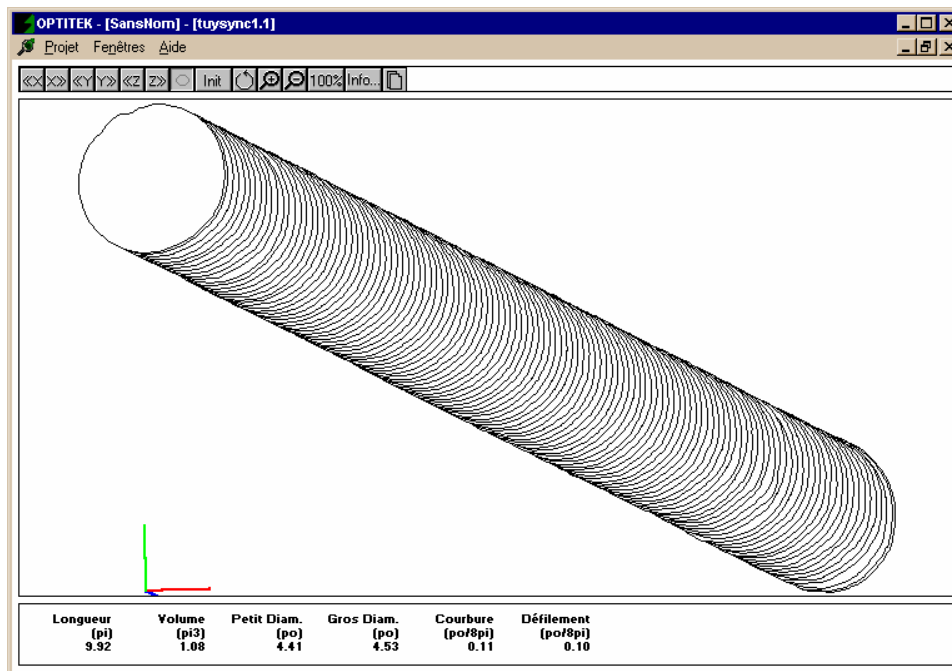 OPTITEK - [SansNom] - [tuysync1.1]
Projet Fenêtres Aide
«X X» «Y Y» «Z Z» Init 100% Info...
Longueur Volume Petit Diam. Gros Diam. Courbure Défilement
(pi) (pi3) (po) (po) (po/8pi) (po/8pi)
9.92 1.08 4.41 4.53 0.11 0.10